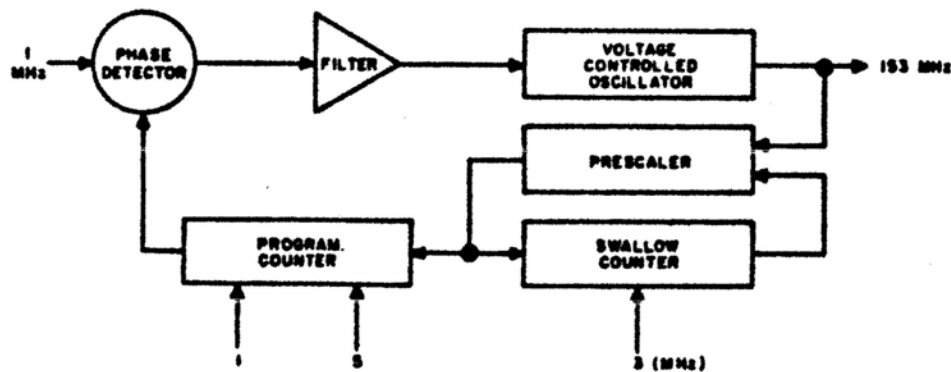 1
MHz
PHASE
DETECTOR
FILTER
VOLTAGE
CONTROLLED
OSCILLATOR
153 MHz
PRESCALER
PROGRAM.
COUNTER
SWALLOW
COUNTER
1
5
3 (MHz)